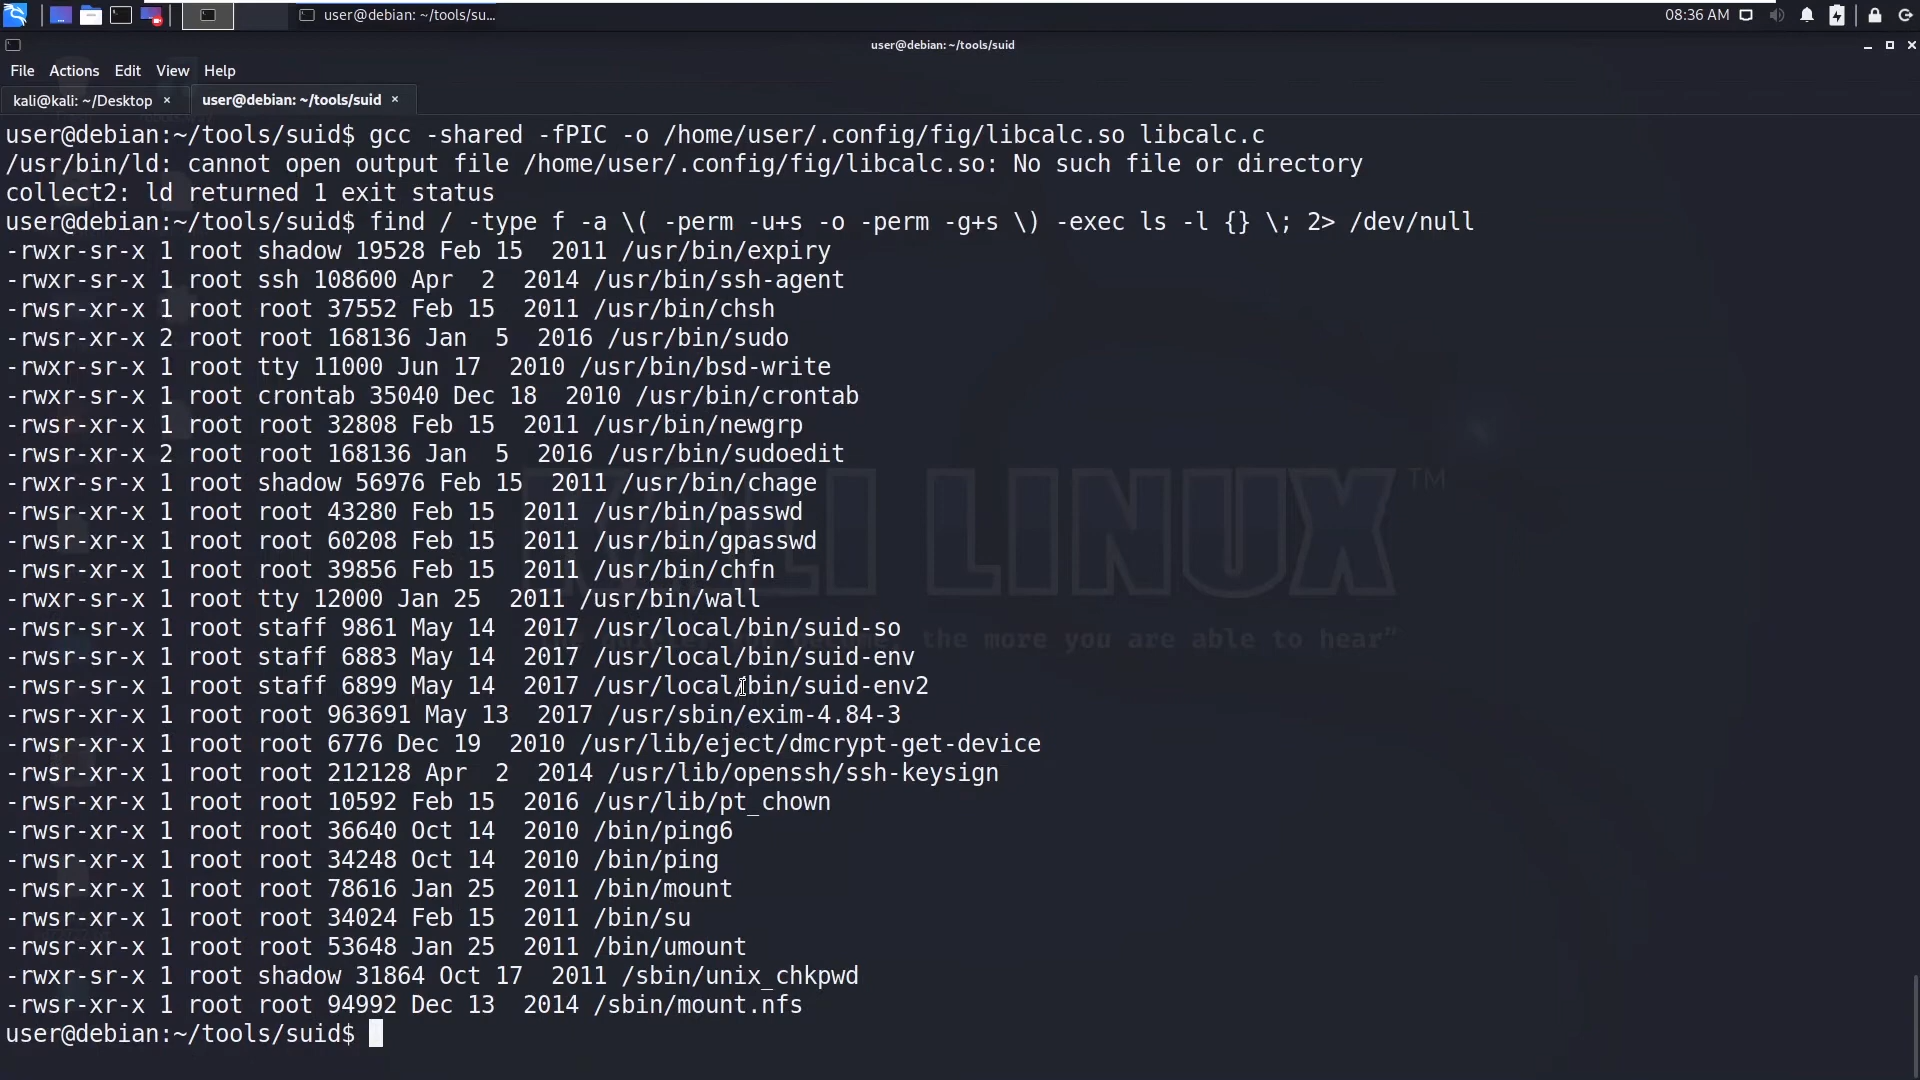 user@debian: ~/tools/su...
08:36 AM
user@debian: ~/tools/suid
File Actions Edit View Help
kali@kali: ~/Desktop × user@debian: ~/tools/suid ×
user@debian:~/tools/suid$ gcc -shared -fPIC -o /home/user/.config/fig/libcalc.so libcalc.c
/usr/bin/ld: cannot open output file /home/user/.config/fig/libcalc.so: No such file or directory
collect2: ld returned 1 exit status
user@debian:~/tools/suid$ find / -type f -a \( -perm -u+s -o -perm -g+s \) -exec ls -l {} \; 2> /dev/null
-rwxr-sr-x 1 root shadow 19528 Feb 15  2011 /usr/bin/expiry
-rwxr-sr-x 1 root ssh 108600 Apr  2  2014 /usr/bin/ssh-agent
-rwsr-xr-x 1 root root 37552 Feb 15  2011 /usr/bin/chsh
-rwsr-xr-x 2 root root 168136 Jan  5  2016 /usr/bin/sudo
-rwxr-sr-x 1 root tty 11000 Jun 17  2010 /usr/bin/bsd-write
-rwxr-sr-x 1 root crontab 35040 Dec 18  2010 /usr/bin/crontab
-rwsr-xr-x 1 root root 32808 Feb 15  2011 /usr/bin/newgrp
-rwsr-xr-x 2 root root 168136 Jan  5  2016 /usr/bin/sudoedit
-rwxr-sr-x 1 root shadow 56976 Feb 15  2011 /usr/bin/chage
-rwsr-xr-x 1 root root 43280 Feb 15  2011 /usr/bin/passwd
-rwsr-xr-x 1 root root 60208 Feb 15  2011 /usr/bin/gpasswd
-rwsr-xr-x 1 root root 39856 Feb 15  2011 /usr/bin/chfn
-rwxr-sr-x 1 root tty 12000 Jan 25  2011 /usr/bin/wall
-rwsr-sr-x 1 root staff 9861 May 14  2017 /usr/local/bin/suid-so
-rwsr-sr-x 1 root staff 6883 May 14  2017 /usr/local/bin/suid-env
-rwsr-sr-x 1 root staff 6899 May 14  2017 /usr/local/bin/suid-env2
-rwsr-xr-x 1 root root 963691 May 13  2017 /usr/sbin/exim-4.84-3
-rwsr-xr-x 1 root root 6776 Dec 19  2010 /usr/lib/eject/dmcrypt-get-device
-rwsr-xr-x 1 root root 212128 Apr  2  2014 /usr/lib/openssh/ssh-keysign
-rwsr-xr-x 1 root root 10592 Feb 15  2016 /usr/lib/pt_chown
-rwsr-xr-x 1 root root 36640 Oct 14  2010 /bin/ping6
-rwsr-xr-x 1 root root 34248 Oct 14  2010 /bin/ping
-rwsr-xr-x 1 root root 78616 Jan 25  2011 /bin/mount
-rwsr-xr-x 1 root root 34024 Feb 15  2011 /bin/su
-rwsr-xr-x 1 root root 53648 Jan 25  2011 /bin/umount
-rwxr-sr-x 1 root shadow 31864 Oct 17  2011 /sbin/unix_chkpwd
-rwsr-xr-x 1 root root 94992 Dec 13  2014 /sbin/mount.nfs
user@debian:~/tools/suid$
KALI LINUX ™
the more you are able to hear”